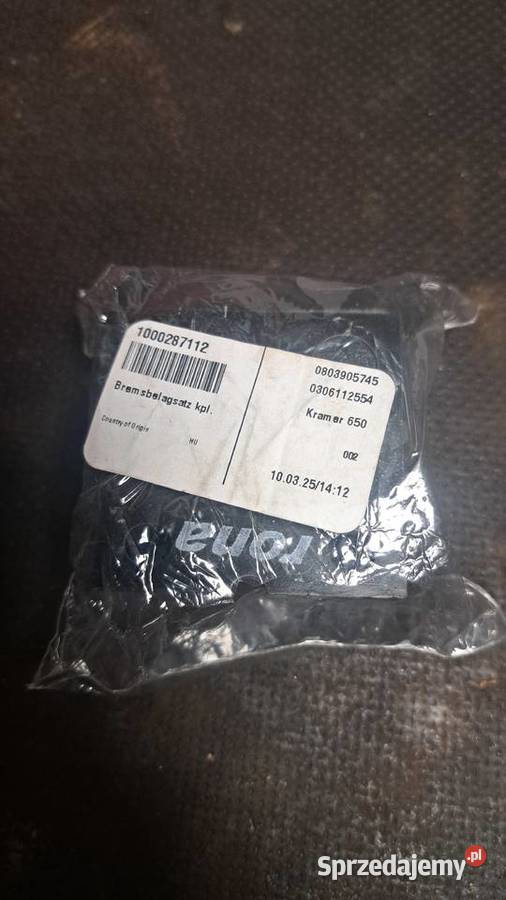 1000287112
Bremsbelagsatz kpl.
Country of Origin
HU
0803905745
0306112554
Kramer 650
002
10.03.25/14:12
rona
Sprzedajemy.pl